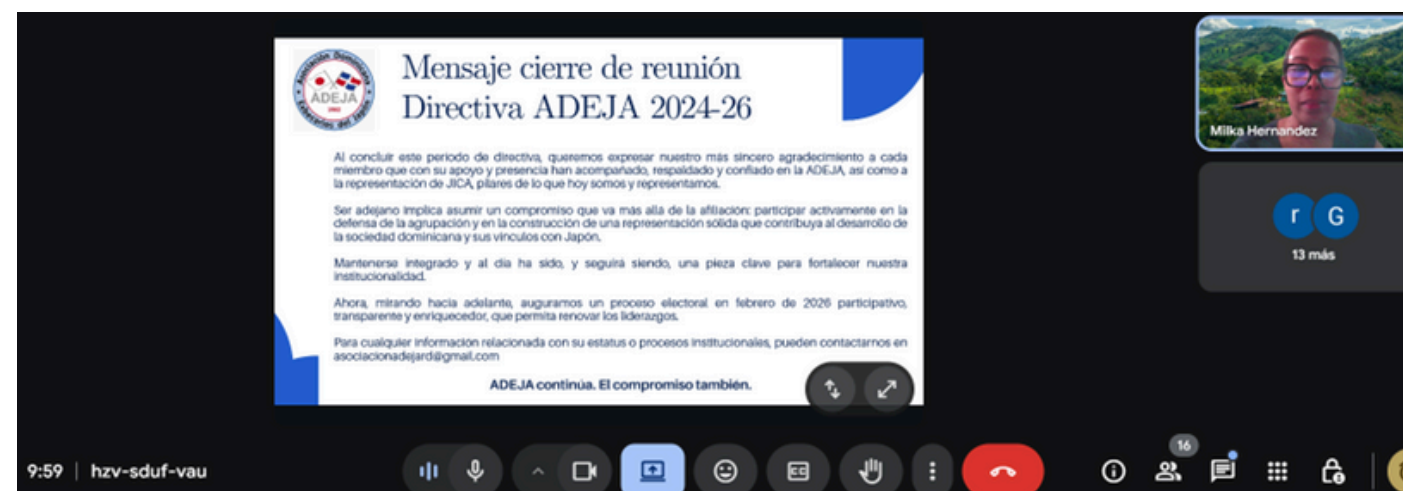 Asociación Dominicana
ADEJA
Exbecarios del Japón
Mensaje cierre de reunión
Directiva ADEJA 2024-26
Al concluir este periodo de directiva, queremos expresar nuestro más sincero agradecimiento a cada
miembro que con su apoyo y presencia han acompañado, respaldado y confiado en la ADEJA, así como a
la representación de JICA, pilares de lo que hoy somos y representamos.
Ser adejano implica asumir un compromiso que va más allá de la afiliación: participar activamente en la
defensa de la agrupación y en la construcción de una representación sólida que contribuya al desarrollo de
la sociedad dominicana y sus vínculos con Japón.
Mantenerse integrado y al día ha sido, y seguirá siendo, una pieza clave para fortalecer nuestra
institucionalidad.
Ahora, mirando hacia adelante, auguramos un proceso electoral en febrero de 2026 participativo,
transparente y enriquecedor, que permita renovar los liderazgos.
Para cualquier información relacionada con su estatus o procesos institucionales, pueden contactarnos en
asociacionadejard@gmail.com
ADEJA continúa. El compromiso también.
Milka Hernandez
r G
13 más
9:59 | hzv-sduf-vau
CC
16